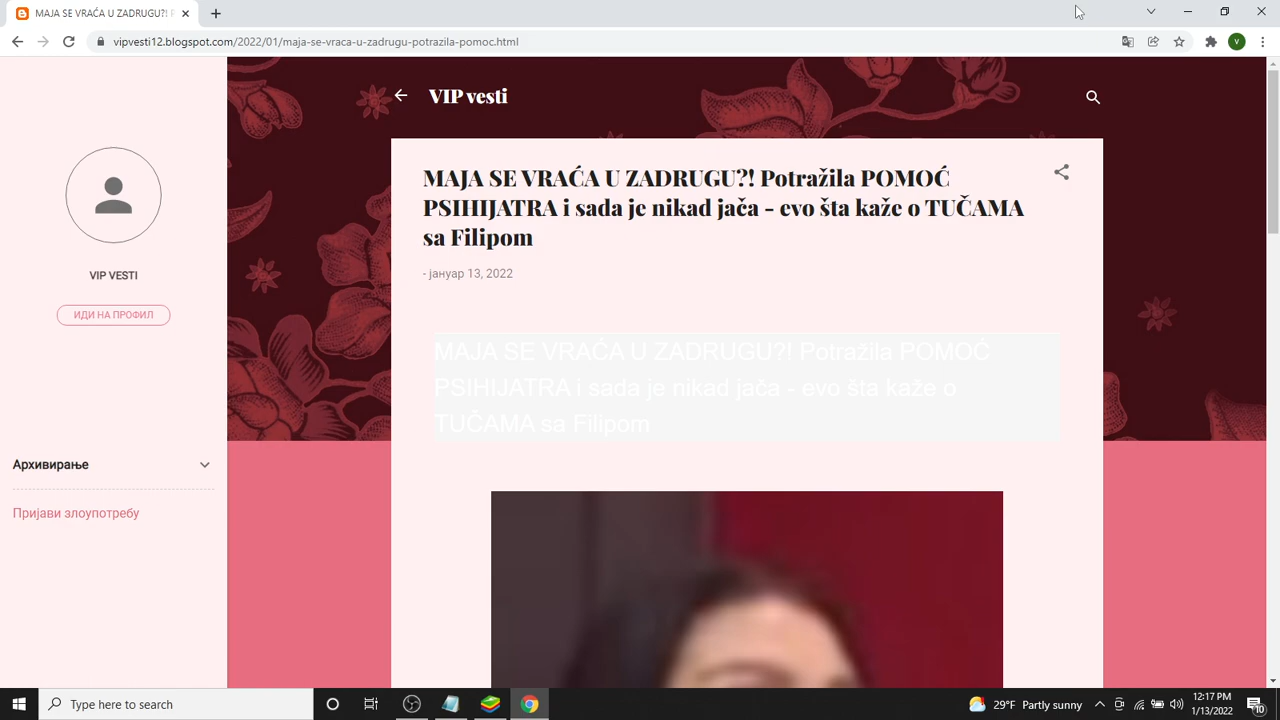 MAJA SE VRAĆA U ZADRUGU?! P
vipvesti12.blogspot.com/2022/01/maja-se-vraca-u-zadrugu-potrazila-pomoc.html
V
VIP vesti
MAJA SE VRAĆA U ZADRUGU?! Potražila POMOĆ
PSIHIJATRA i sada je nikad jača - evo šta kaže o TUČAMA
sa Filipom
- јануар 13, 2022
VIP VESTI
ИДИ НА ПРОФИЛ
MAJA SE VRAĆA U ZADRUGU?! Potražila POMOĆ
PSIHIJATRA i sada je nikad jača - evo šta kaže o
TUČAMA sa Filipom
Архивирање
Пријави злоупотребу
Type here to search
29°F Partly sunny
12:17 PM
1/13/2022
10